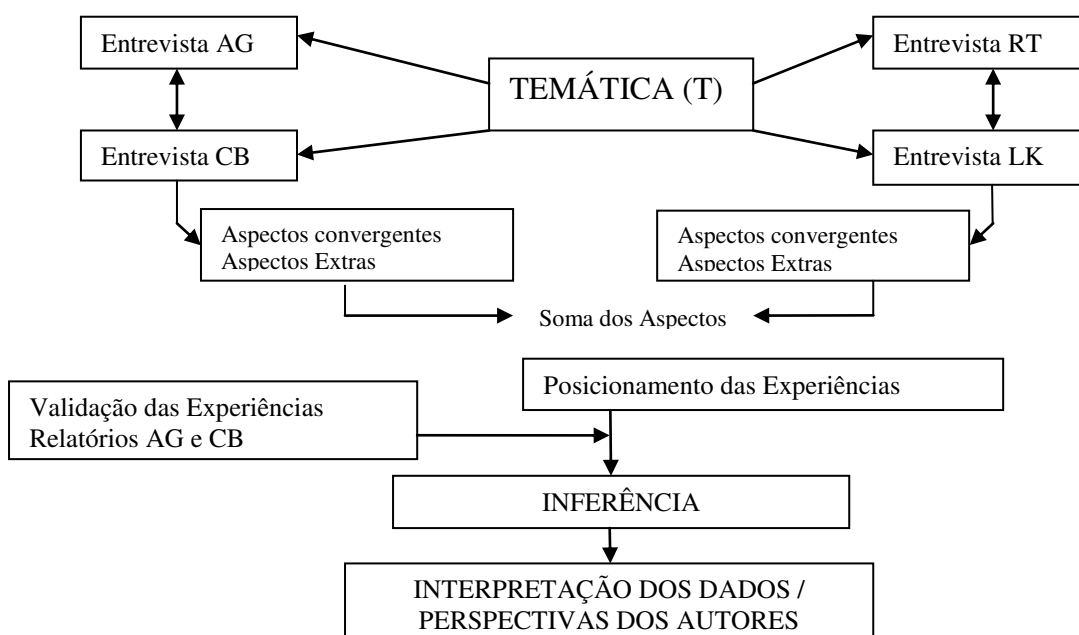 Entrevista AG
Entrevista RT
TEMÁTICA (T)
Entrevista CB
Entrevista LK
Aspectos convergentes
Aspectos Extras
Aspectos convergentes
Aspectos Extras
Soma dos Aspectos
Posicionamento das Experiências
Validação das Experiências
Relatórios AG e CB
INFERÊNCIA
INTERPRETAÇÃO DOS DADOS /
PERSPECTIVAS DOS AUTORES